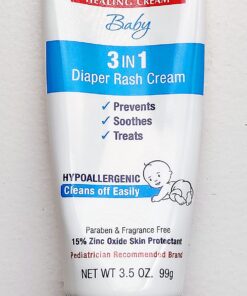 HEALING CREAM
Baby
3 IN 1
Diaper Rash Cream
✓ Prevents
✓ Soothes
✓ Treats
HYPOALLERGENIC
Cleans off Easily
Paraben & Fragrance Free
15% Zinc Oxide Skin Protectant
Pediatrician Recommended Brand
NET WT 3.5 OZ. 99g